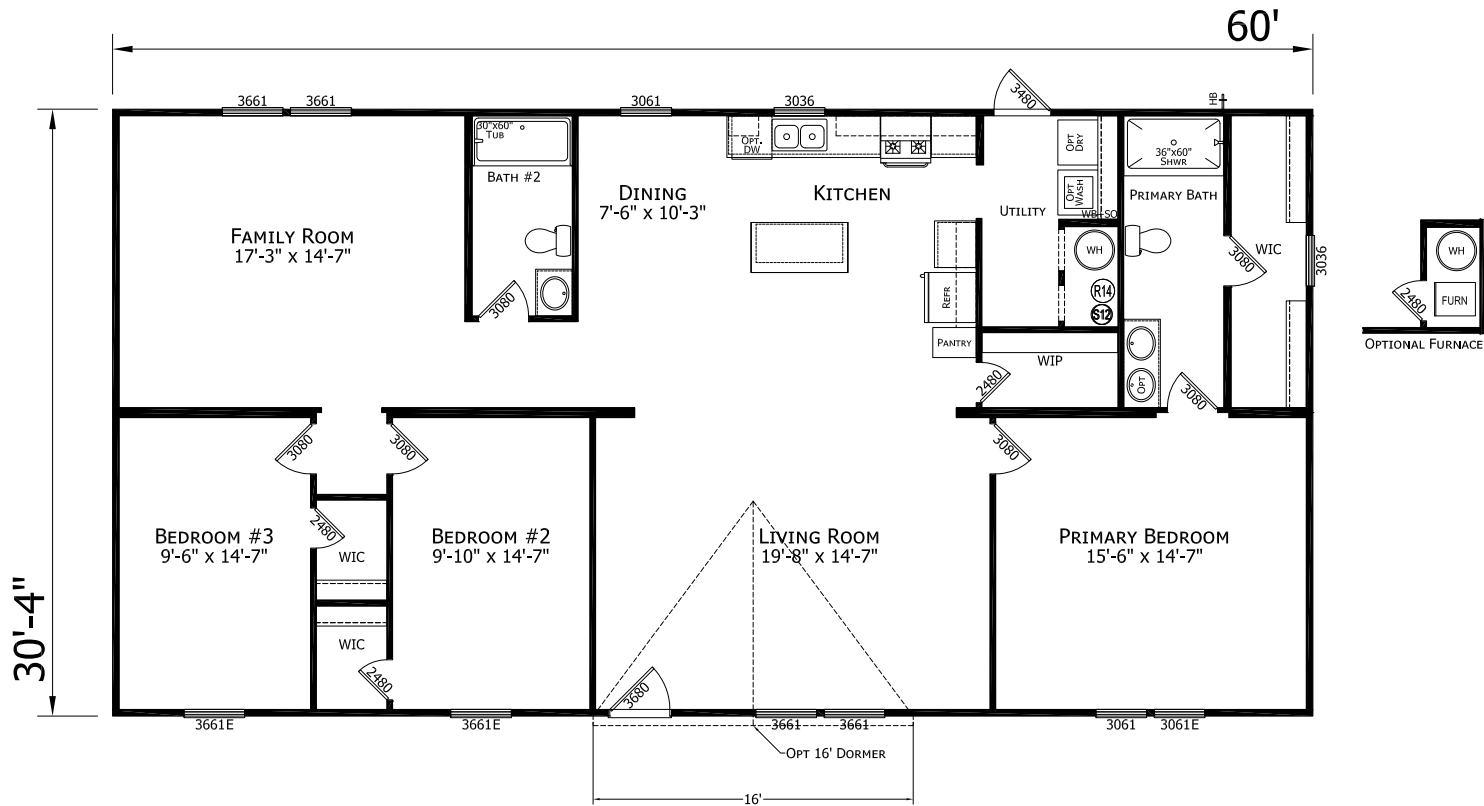 60'
30'-4"
3661
3661
3061
3036
3480
HB
30"x60"
TUB
BATH #2
3080
FAMILY ROOM
17'-3" x 14'-7"
DINING
7'-6" x 10'-3"
OPT.
DW
KITCHEN
REFR
PANTRY
UTILITY
OPT
DRY
OPT
WASH
WB-SO
WH
R14
S12
WIP
2480
36"x60"
SHWR
PRIMARY BATH
OPT
3080
3080
WIC
3036
2480
WH
FURN
OPTIONAL FURNACE
3080
3080
3080
BEDROOM #3
9'-6" x 14'-7"
2480
WIC
WIC
2480
BEDROOM #2
9'-10" x 14'-7"
LIVING ROOM
19'-8" x 14'-7"
PRIMARY BEDROOM
15'-6" x 14'-7"
3680
3661E
3661E
3661
3661
3061
3061E
OPT 16' DORMER
16'